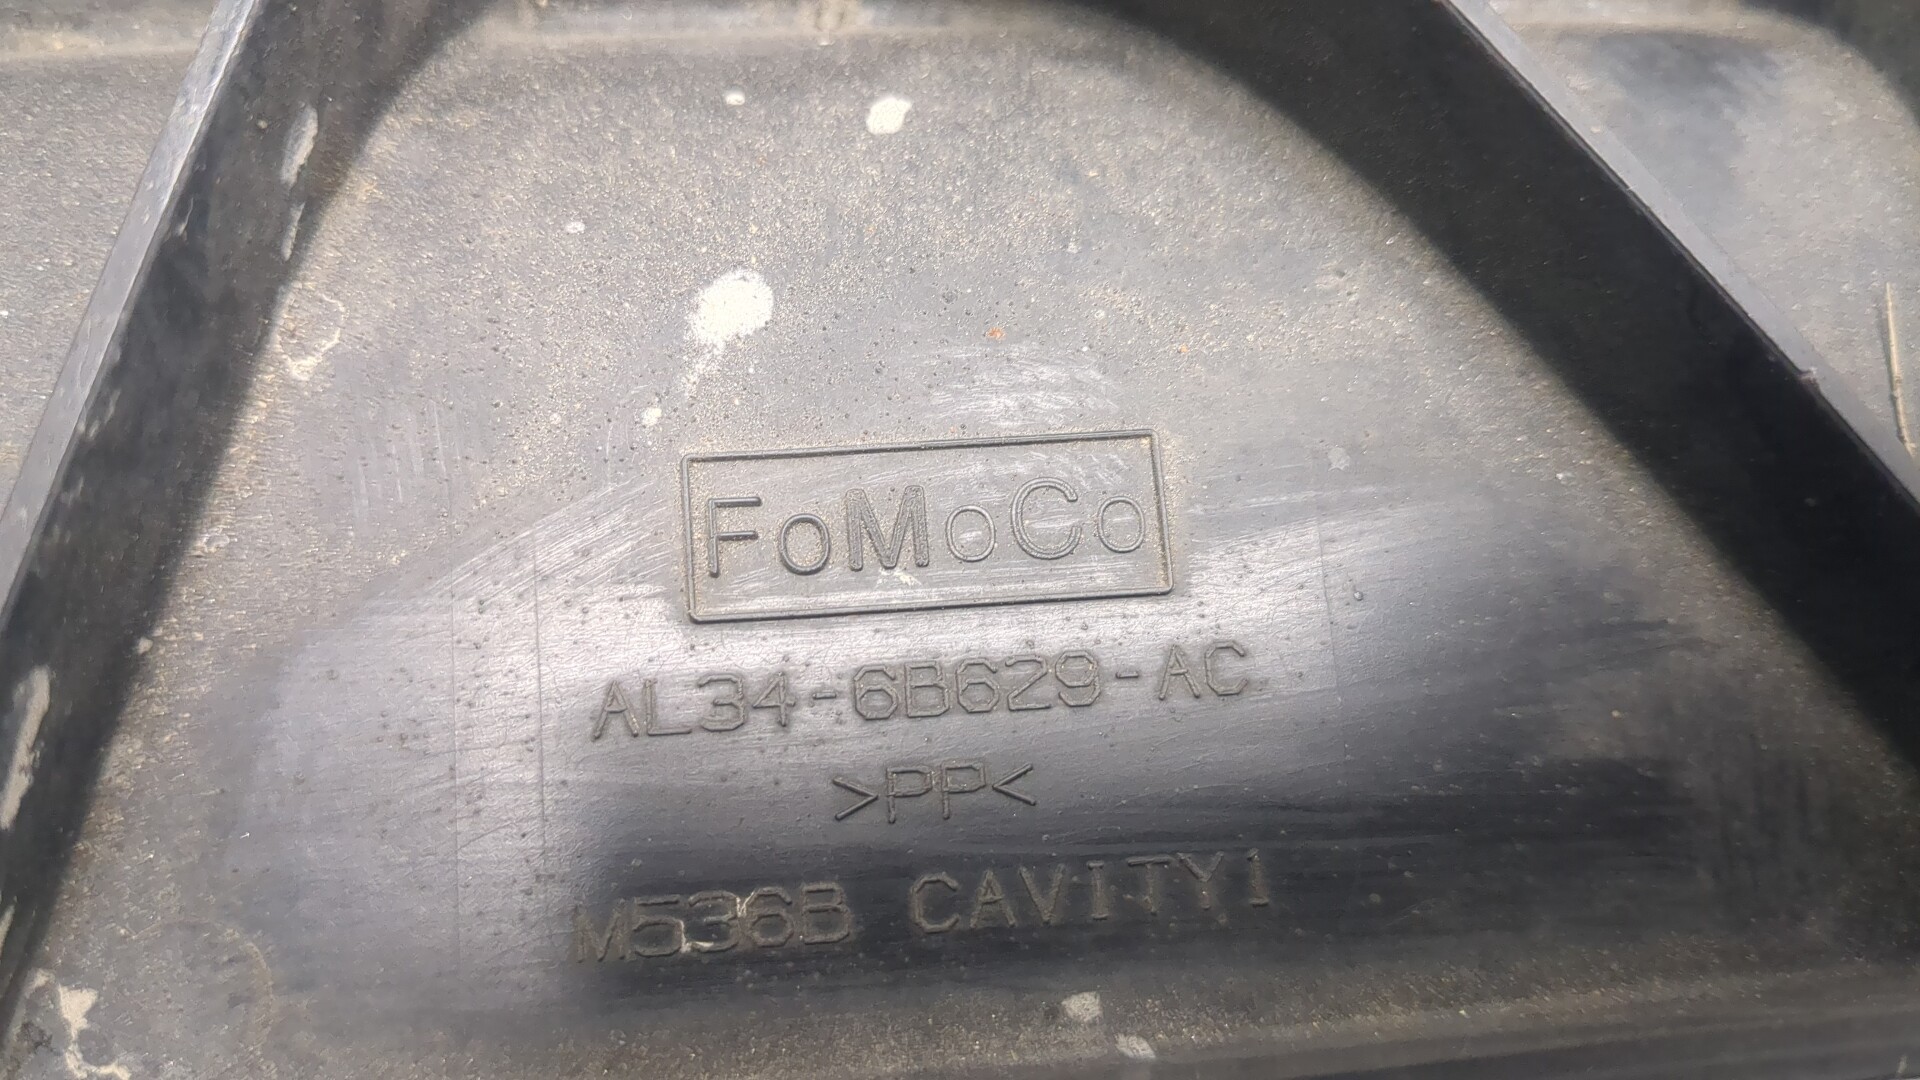 FoMoCo
AL34-6B629-AC
>PP<
M536B CAVITY1